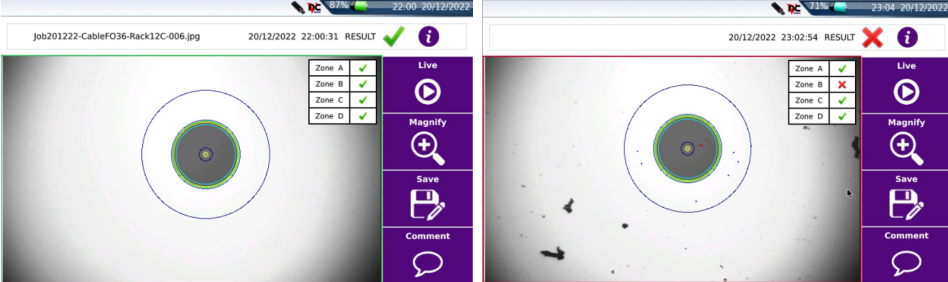 87% 22:00 20/12/2022
Job201222-CableFO36-Rack12C-006.jpg 20/12/2022 22:00:31 RESULT
Zone A
Zone B
Zone C
Zone D
Live
Magnify
Save
Comment
71% 23:04 20/12/2022
20/12/2022 23:02:54 RESULT
Zone A
Zone B
Zone C
Zone D
Live
Magnify
Save
Comment